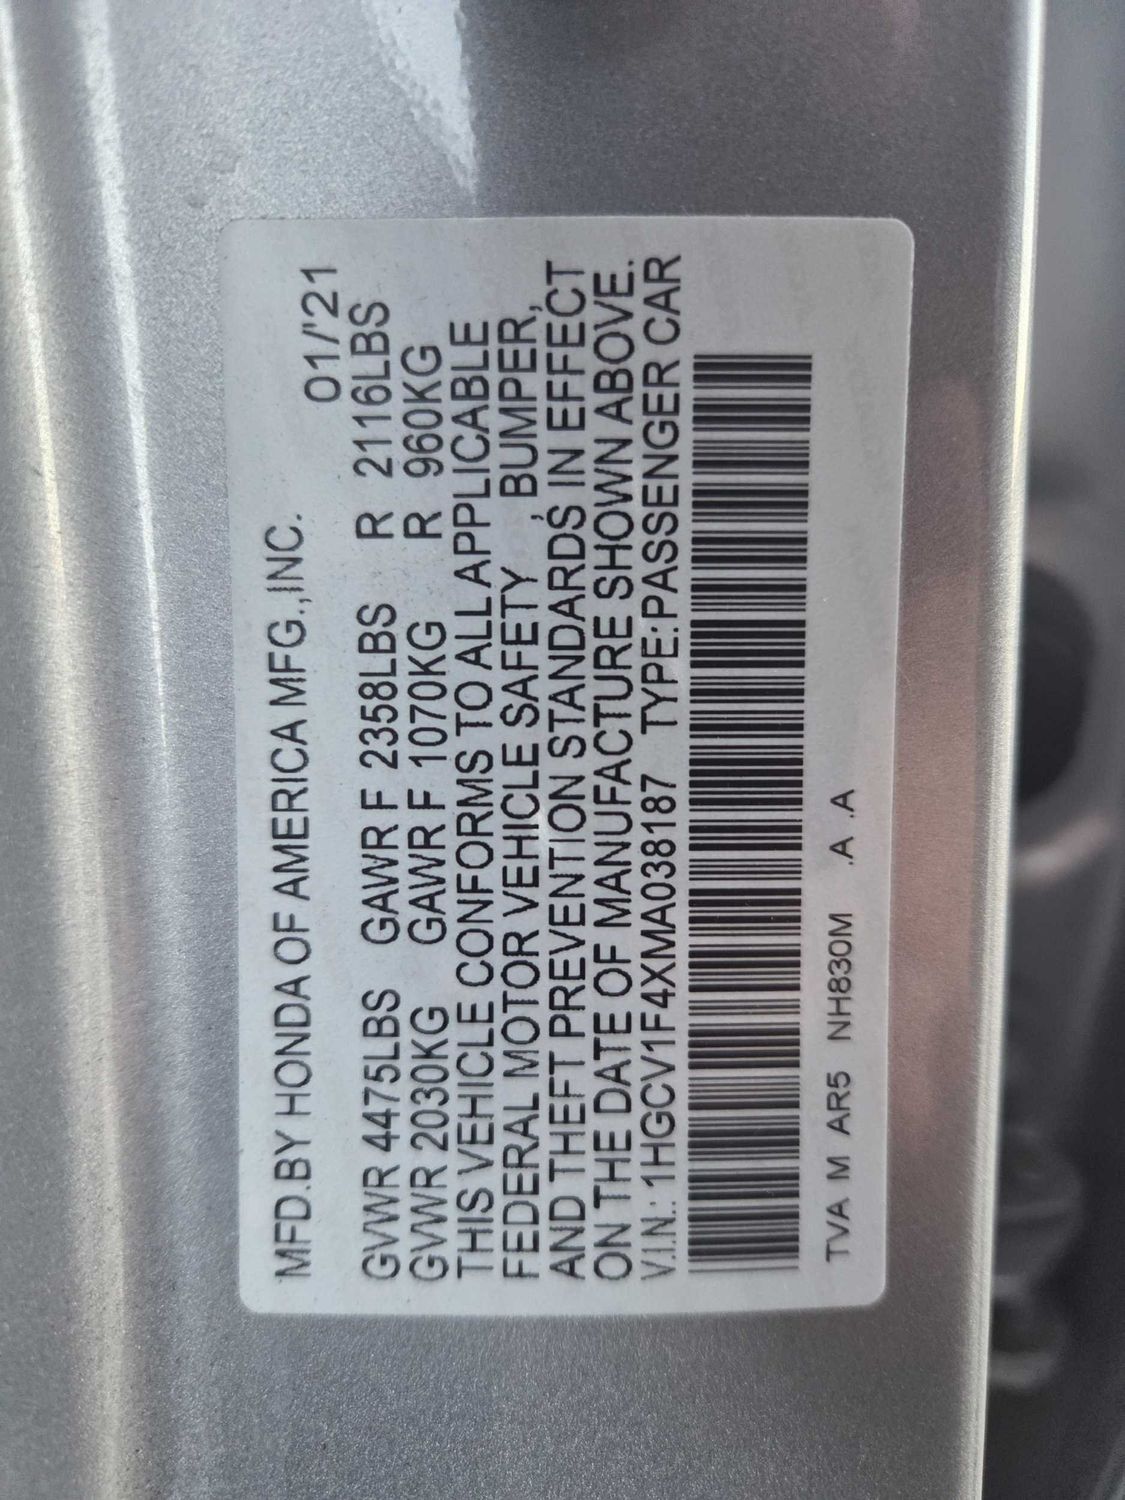 MFD.BY HONDA OF AMERICA MFG.,INC.
01/'21
GVWR 4475LBS GAWR F 2358LBS R 2116LBS
GVWR 2030KG GAWR F 1070KG R 960KG
THIS VEHICLE CONFORMS TO ALL APPLICABLE
FEDERAL MOTOR VEHICLE SAFETY, BUMPER,
AND THEFT PREVENTION STANDARDS IN EFFECT
ON THE DATE OF MANUFACTURE SHOWN ABOVE.
V.I.N.: 1HGCV1F4XMA038187 TYPE:PASSENGER CAR
TVA M AR5 NH830M .A .A